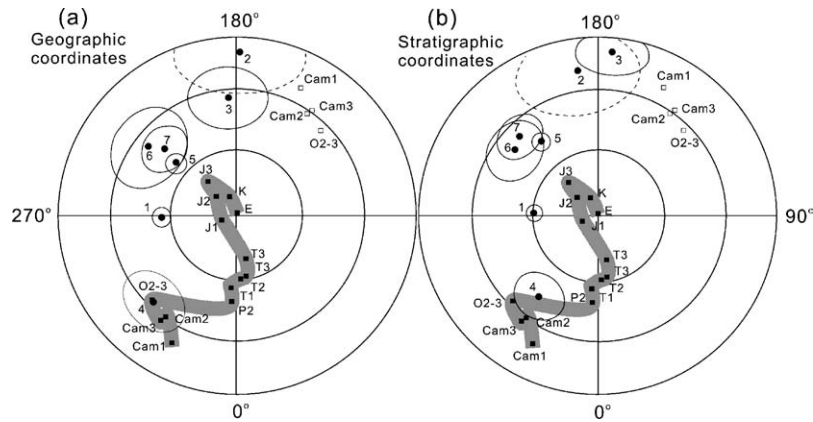 (a)
180°
(b)
180°
Geographic
coordinates
Stratigraphic
coordinates
2
3
Cam1
Cam3
Cam2
O2-3
7
6
5
J3
J2
K
E
J1
1
270°
T3
T3
T2
T1
P2
O2-3
4
Cam3
Cam2
Cam1
0°
3
2
Cam1
Cam3
Cam2
O2-3
7
5
6
J3
J2
K
E
J1
1
90°
T3
T3
T2
T1
P2
O2-3
4
Cam3
Cam2
Cam1
0°